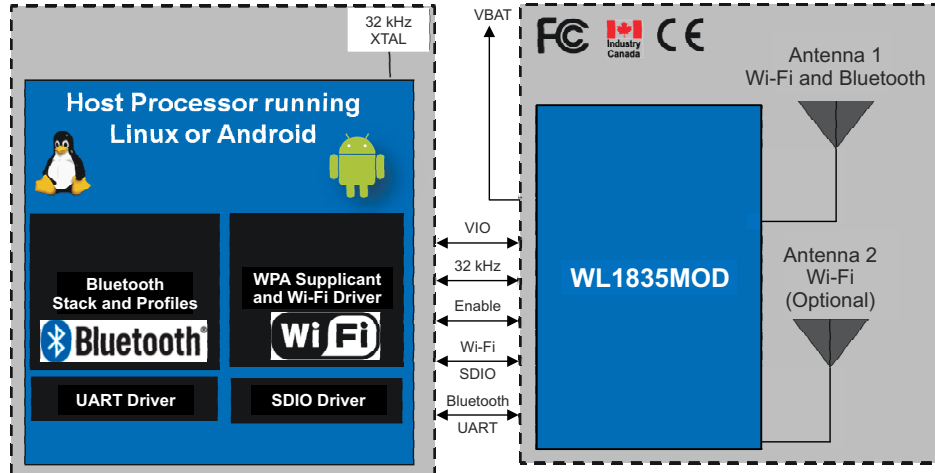 32 kHz
XTAL
Host Processor running
Linux or Android
Bluetooth
Stack and Profiles
Bluetooth®
WPA Supplicant
and Wi-Fi Driver
Wi Fi
UART Driver
SDIO Driver
VBAT
VIO
32 kHz
Enable
Wi-Fi
SDIO
Bluetooth
UART
FC
Industry
Canada
CE
WL1835MOD
Antenna 1
Wi-Fi and Bluetooth
Antenna 2
Wi-Fi
(Optional)